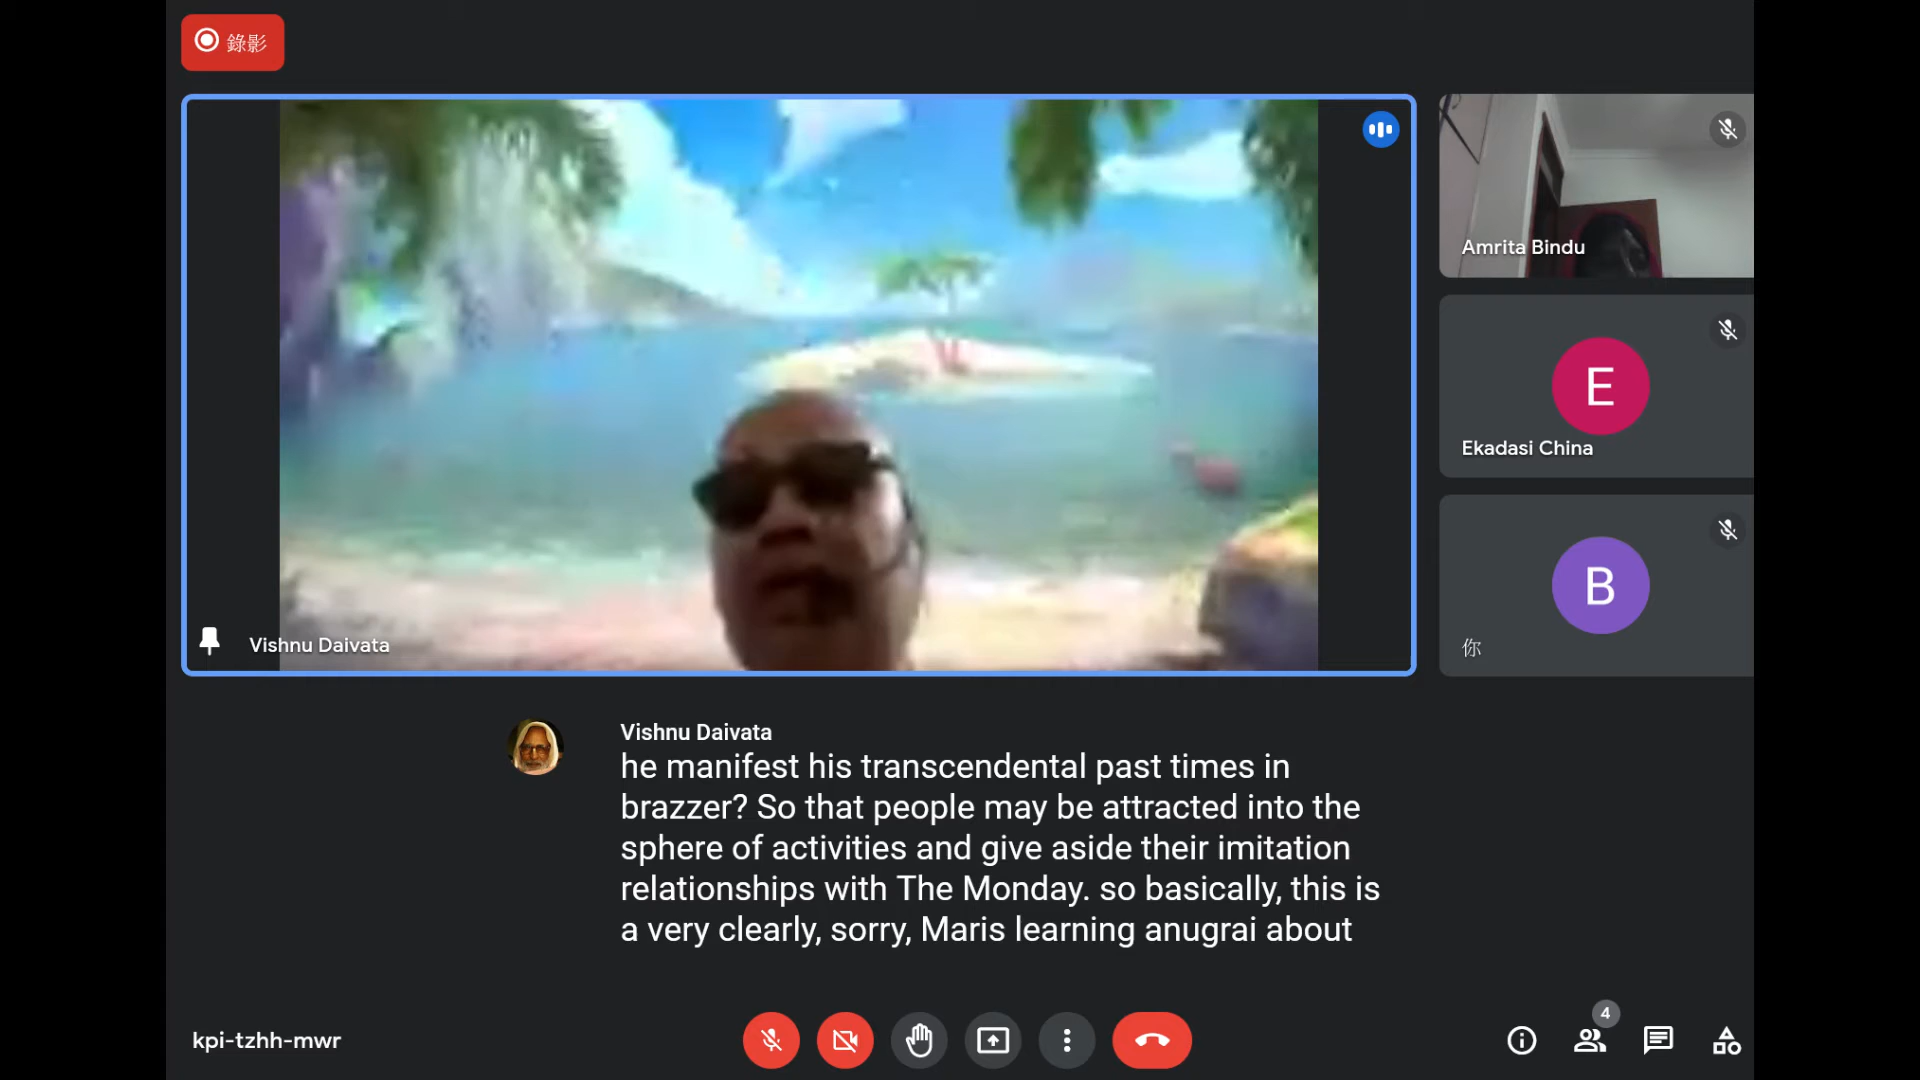 錄影
Amrita Bindu
E
Ekadasi China
B
你
Vishnu Daivata
Vishnu Daivata
he manifest his transcendental past times in
brazzer? So that people may be attracted into the
sphere of activities and give aside their imitation
relationships with The Monday. so basically, this is
a very clearly, sorry, Maris learning anugrai about
kpi-tzhh-mwr
4